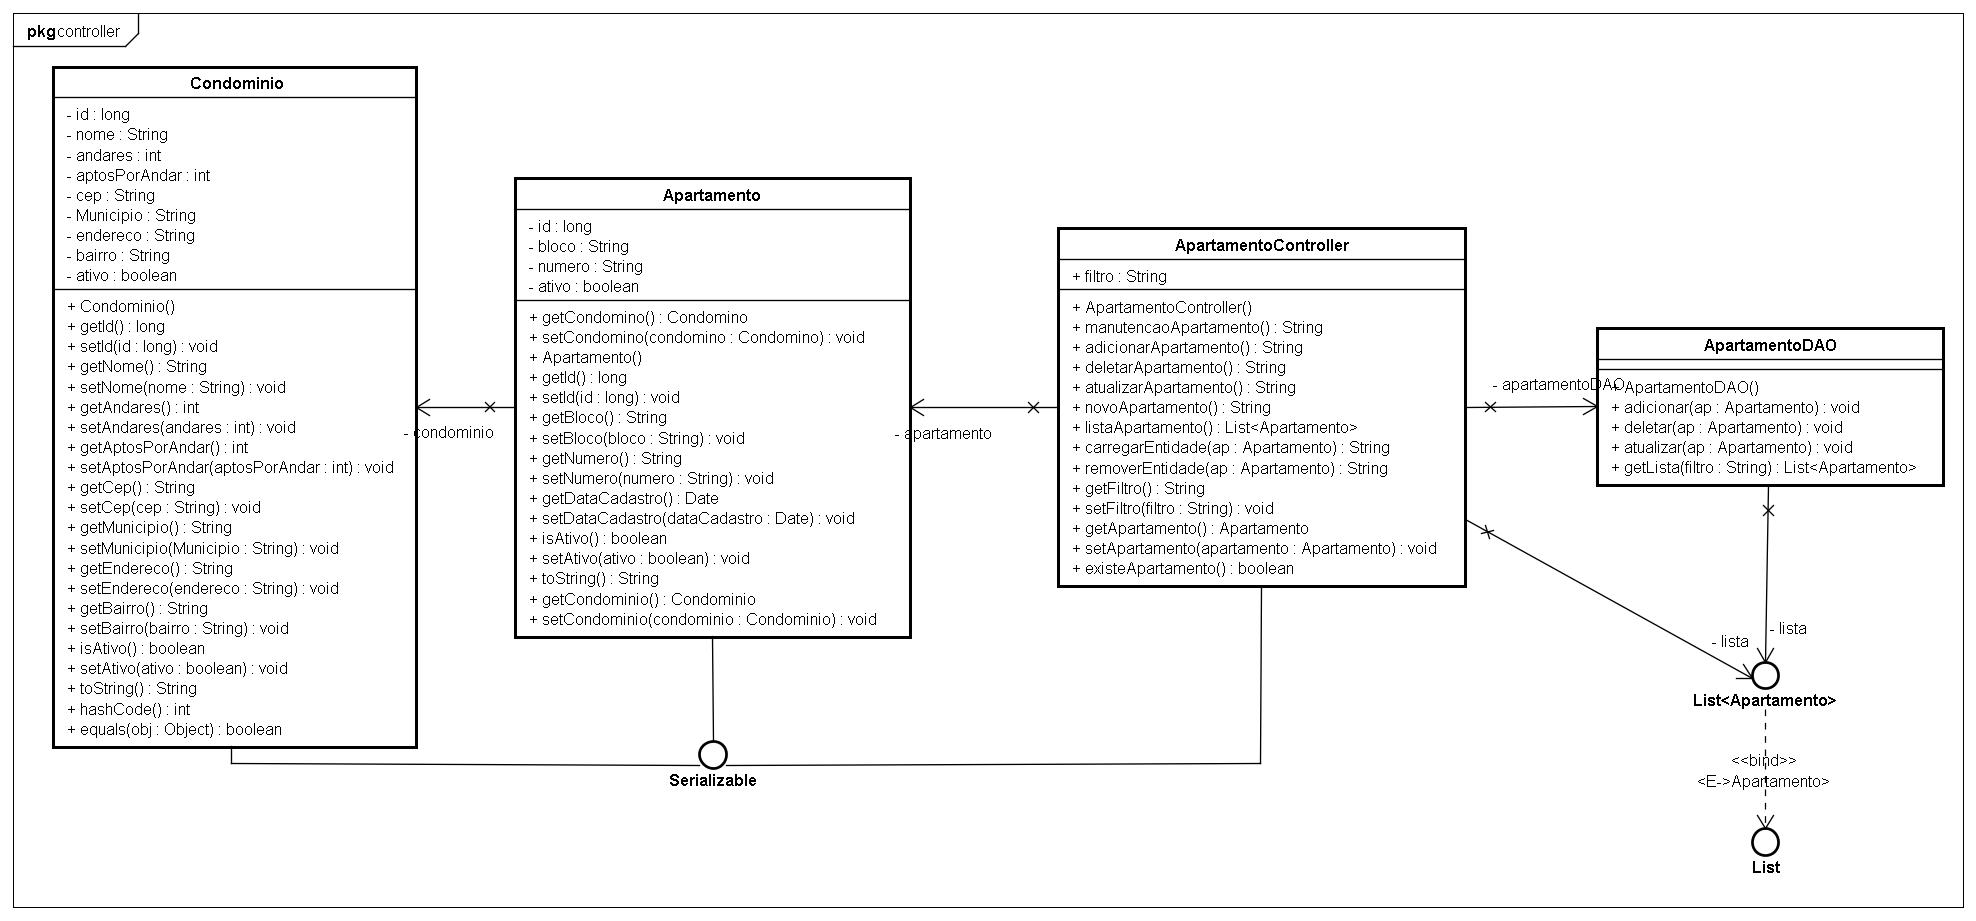 pkg controller
Condominio
- id : long
- nome : String
- andares : int
- aptosPorAndar : int
- cep : String
- Municipio : String
- endereco : String
- bairro : String
- ativo : boolean
+ Condominio()
+ getId() : long
+ setId(id : long) : void
+ getNome() : String
+ setNome(nome : String) : void
+ getAndares() : int
+ setAndares(andares : int) : void
+ getAptosPorAndar() : int
+ setAptosPorAndar(aptosPorAndar : int) : void
+ getCep() : String
+ setCep(cep : String) : void
+ getMunicipio() : String
+ setMunicipio(Municipio : String) : void
+ getEndereco() : String
+ setEndereco(endereco : String) : void
+ getBairro() : String
+ setBairro(bairro : String) : void
+ isAtivo() : boolean
+ setAtivo(ativo : boolean) : void
+ toString() : String
+ hashCode() : int
+ equals(obj : Object) : boolean
- condominio
Apartamento
- id : long
- bloco : String
- numero : String
- ativo : boolean
+ getCondomino() : Condomino
+ setCondomino(condomino : Condomino) : void
+ Apartamento()
+ getId() : long
+ setId(id : long) : void
+ getBloco() : String
+ setBloco(bloco : String) : void
+ getNumero() : String
+ setNumero(numero : String) : void
+ getDataCadastro() : Date
+ setDataCadastro(dataCadastro : Date) : void
+ isAtivo() : boolean
+ setAtivo(ativo : boolean) : void
+ toString() : String
+ getCondominio() : Condominio
+ setCondominio(condominio : Condominio) : void
- apartamento
ApartamentoController
+ filtro : String
+ ApartamentoController()
+ manutencaoApartamento() : String
+ adicionarApartamento() : String
+ deletarApartamento() : String
+ atualizarApartamento() : String
+ novoApartamento() : String
+ listaApartamento() : List<Apartamento>
+ carregarEntidade(ap : Apartamento) : String
+ removerEntidade(ap : Apartamento) : String
+ getFiltro() : String
+ setFiltro(filtro : String) : void
+ getApartamento() : Apartamento
+ setApartamento(apartamento : Apartamento) : void
+ existeApartamento() : boolean
- apartamentoDAO
ApartamentoDAO
+ ApartamentoDAO()
+ adicionar(ap : Apartamento) : void
+ deletar(ap : Apartamento) : void
+ atualizar(ap : Apartamento) : void
+ getLista(filtro : String) : List<Apartamento>
- lista
- lista
List<Apartamento>
<<bind>>
<E->Apartamento>
List
Serializable